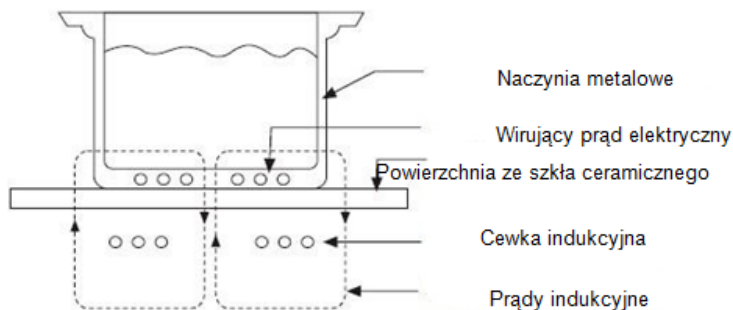 Naczynia metalowe
Wirujący prąd elektryczny
Powierzchnia ze szkła ceramicznego
Cewka indukcyjna
Prądy indukcyjne